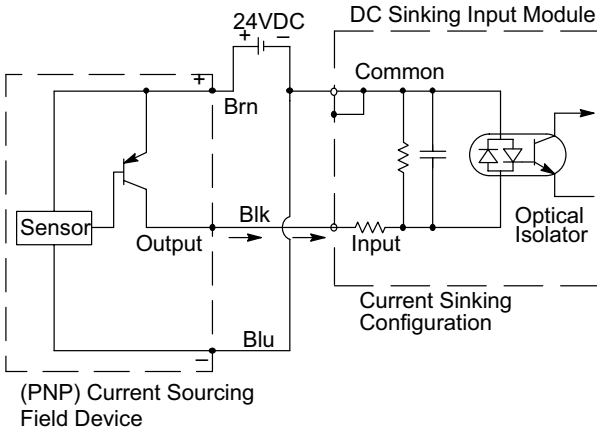 24VDC
DC Sinking Input Module
+ −
+
Common
Brn
Sensor
Output
Blk
Input
Optical
Isolator
Current Sinking
Configuration
Blu
−
(PNP) Current Sourcing
Field Device